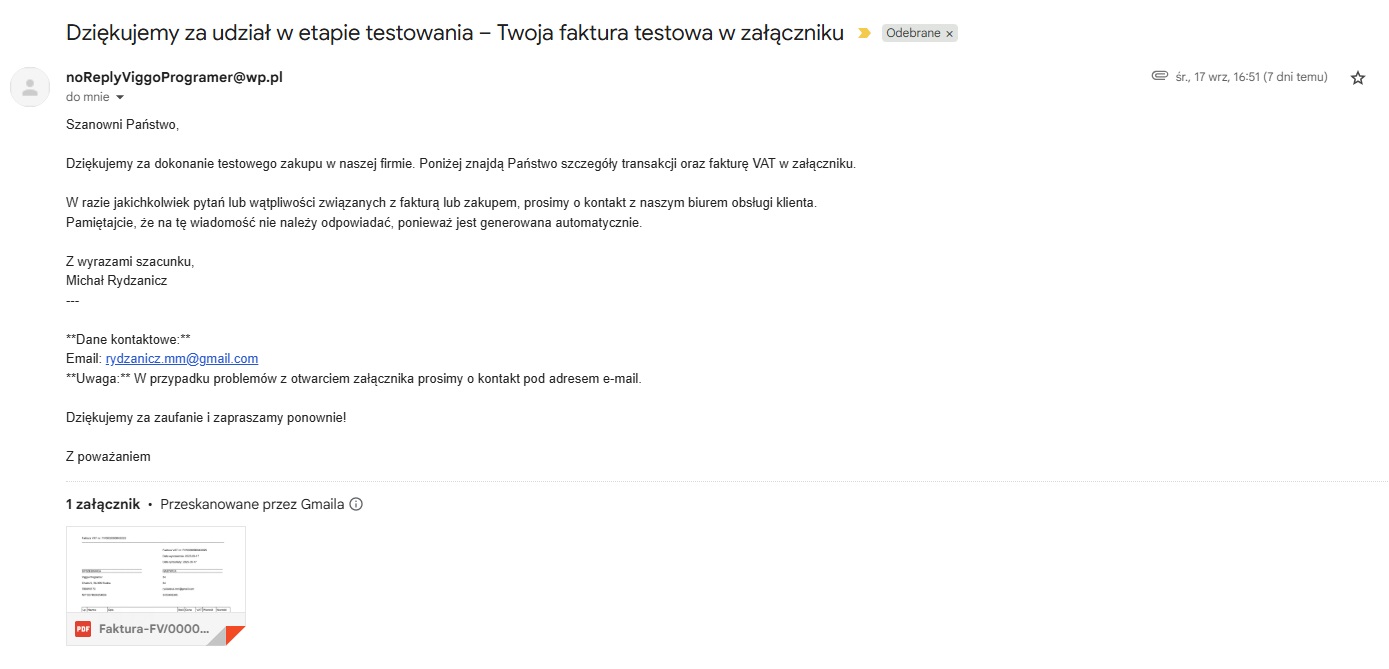 Dziękujemy za udział w etapie testowania – Twoja faktura testowa w załączniku
Odebrane ×
noReplyViggoProgramer@wp.pl
śr., 17 wrz, 16:51 (7 dni temu)
do mnie
Szanowni Państwo,
Dziękujemy za dokonanie testowego zakupu w naszej firmie. Poniżej znajdą Państwo szczegóły transakcji oraz fakturę VAT w załączniku.
W razie jakichkolwiek pytań lub wątpliwości związanych z fakturą lub zakupem, prosimy o kontakt z naszym biurem obsługi klienta.
Pamiętajcie, że na tę wiadomość nie należy odpowiadać, ponieważ jest generowana automatycznie.
Z wyrazami szacunku,
Michał Rydzanicz
---
**Dane kontaktowe:**
Email: rydzanicz.mm@gmail.com
**Uwaga:** W przypadku problemów z otwarciem załącznika prosimy o kontakt pod adresem e-mail.
Dziękujemy za zaufanie i zapraszamy ponownie!
Z poważaniem
1 załącznik • Przeskanowane przez Gmaila
PDF Faktura-FV/0000...